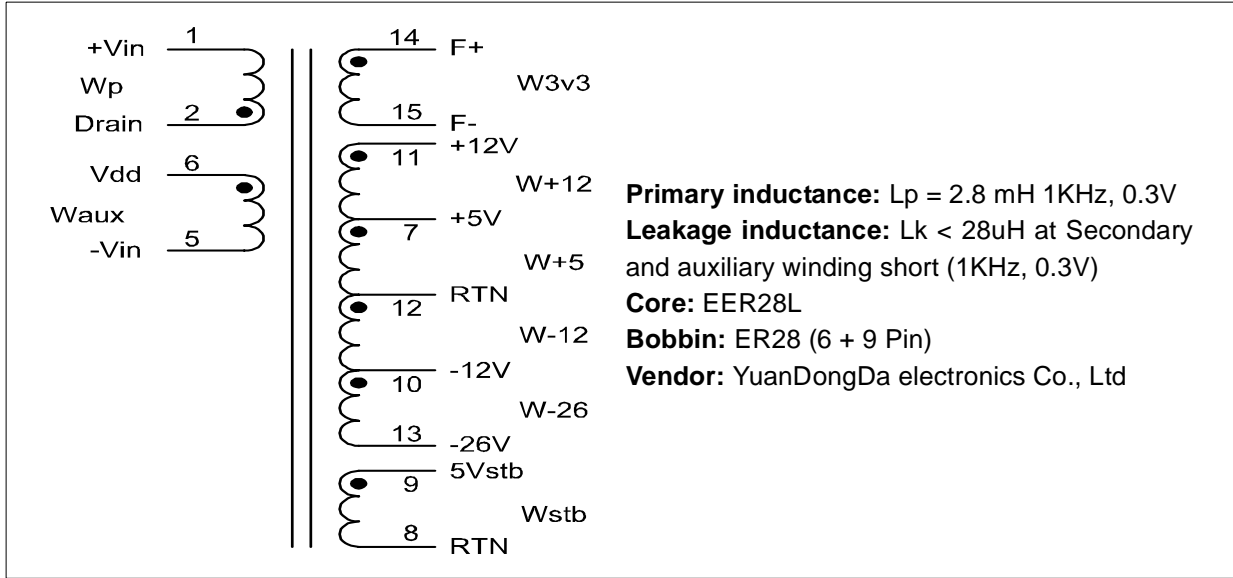 1
+Vin
Wp
2
Drain
6
Vdd
Waux
5
-Vin
14
F+
W3v3
15
F-
+12V
11
W+12
+5V
7
W+5
RTN
12
W-12
-12V
10
W-26
13
-26V
5Vstb
9
Wstb
8
RTN
Primary inductance: Lp = 2.8 mH 1KHz, 0.3V
Leakage inductance: Lk < 28uH at Secondary
and auxiliary winding short (1KHz, 0.3V)
Core: EER28L
Bobbin: ER28 (6 + 9 Pin)
Vendor: YuanDongDa electronics Co., Ltd